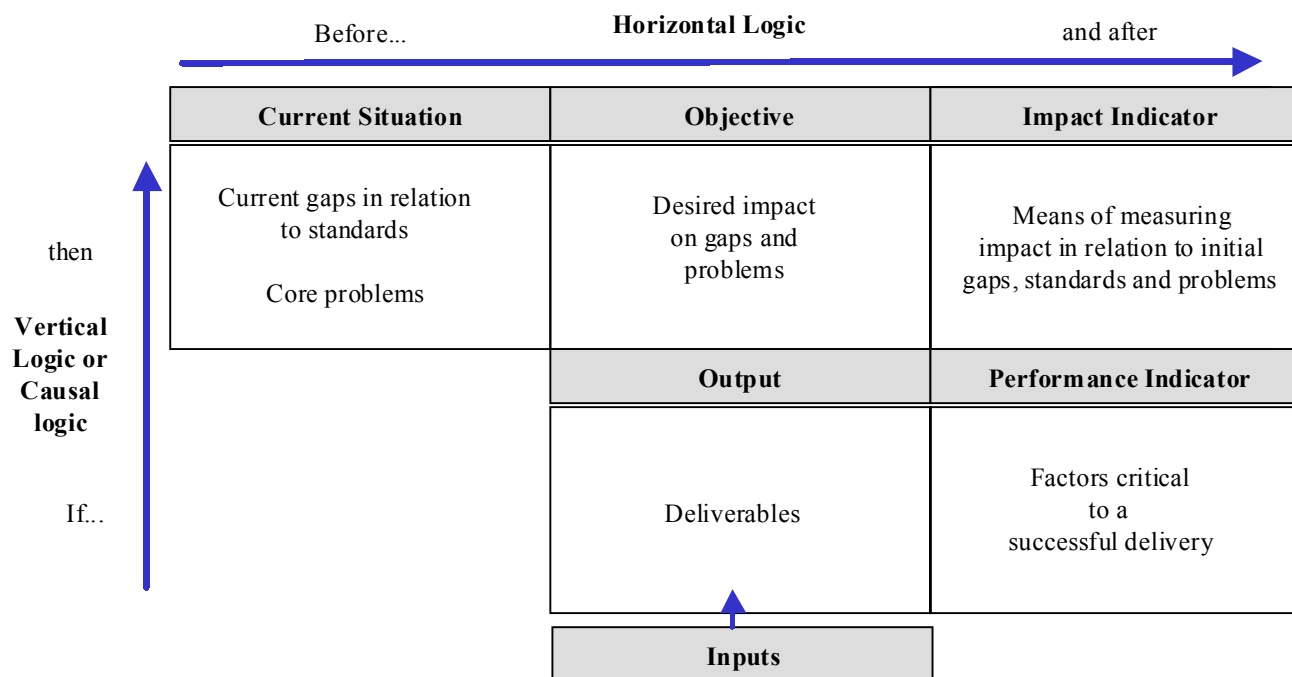 Before...
Horizontal Logic
and after
Current Situation
Objective
Impact Indicator
Current gaps in relation
to standards
Core problems
Desired impact
on gaps and
problems
Means of measuring
impact in relation to initial
gaps, standards and problems
then
Vertical
Logic or
Causal
logic
If...
Output
Performance Indicator
Deliverables
Factors critical
to a
successful delivery
Inputs